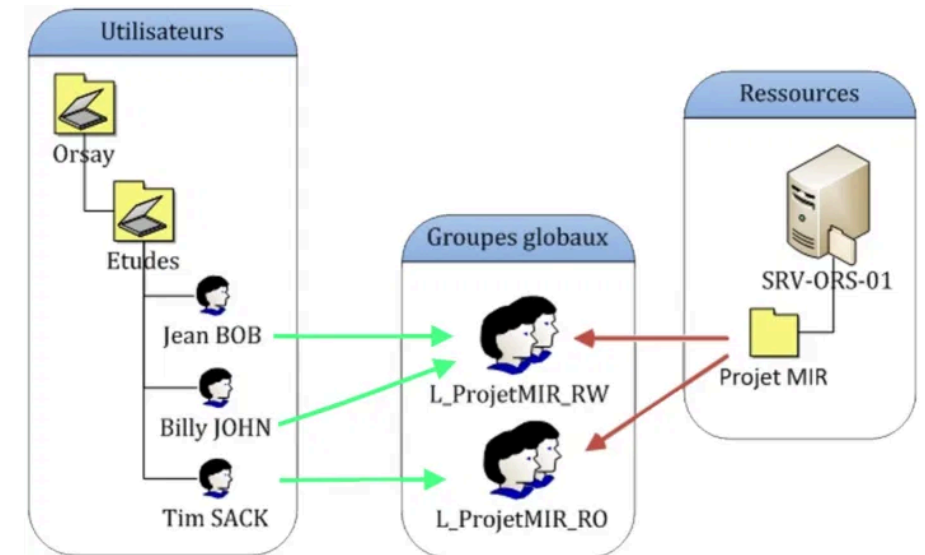 Utilisateurs
Orsay
Etudes
Jean BOB
Billy JOHN
Tim SACK
Groupes globaux
L_ProjetMIR_RW
L_ProjetMIR_RO
Ressources
SRV-ORS-01
Projet MIR